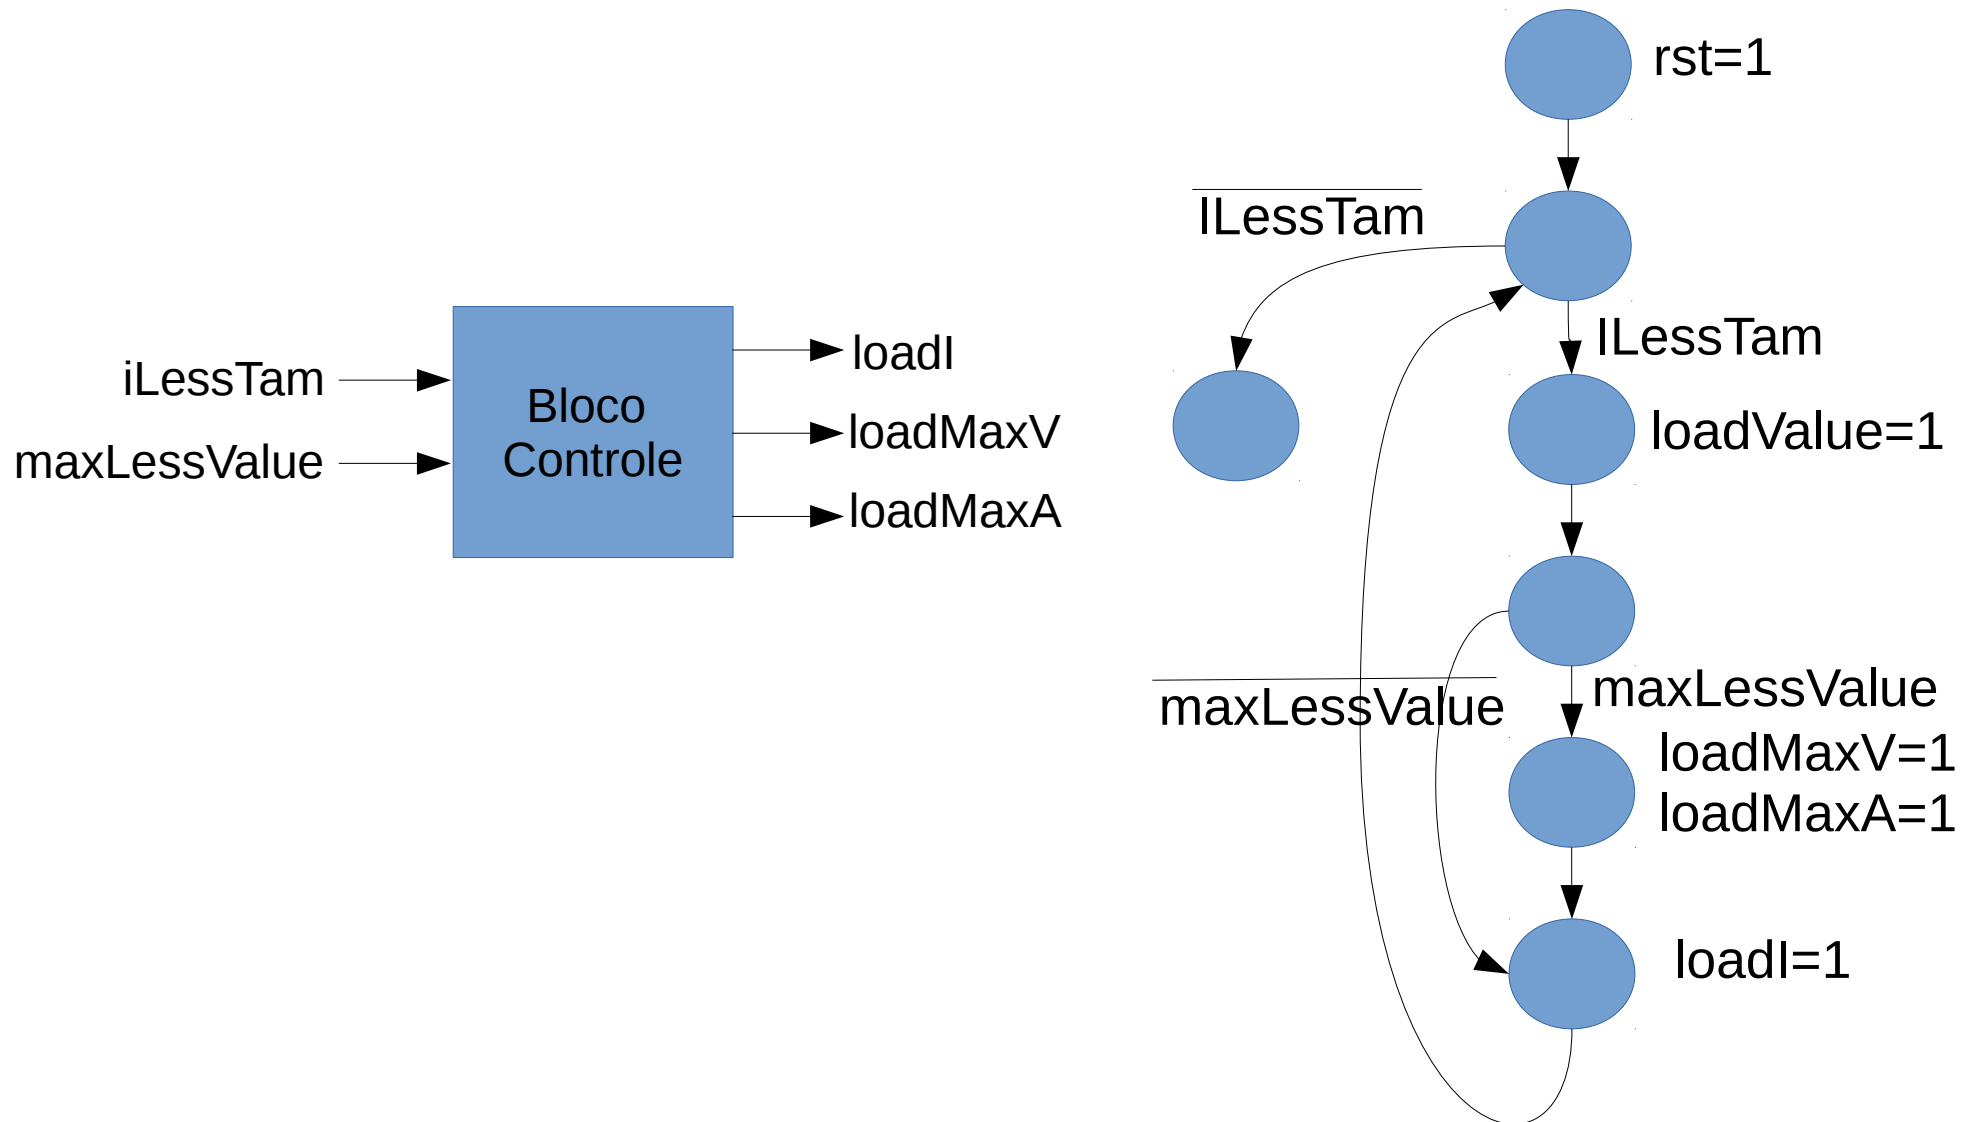 iLessTam
maxLessValue
Bloco
Controle
loadI
loadMaxV
loadMaxA
rst=1
ILessTam
ILessTam
loadValue=1
maxLessValue
maxLessValue
loadMaxV=1
loadMaxA=1
loadI=1